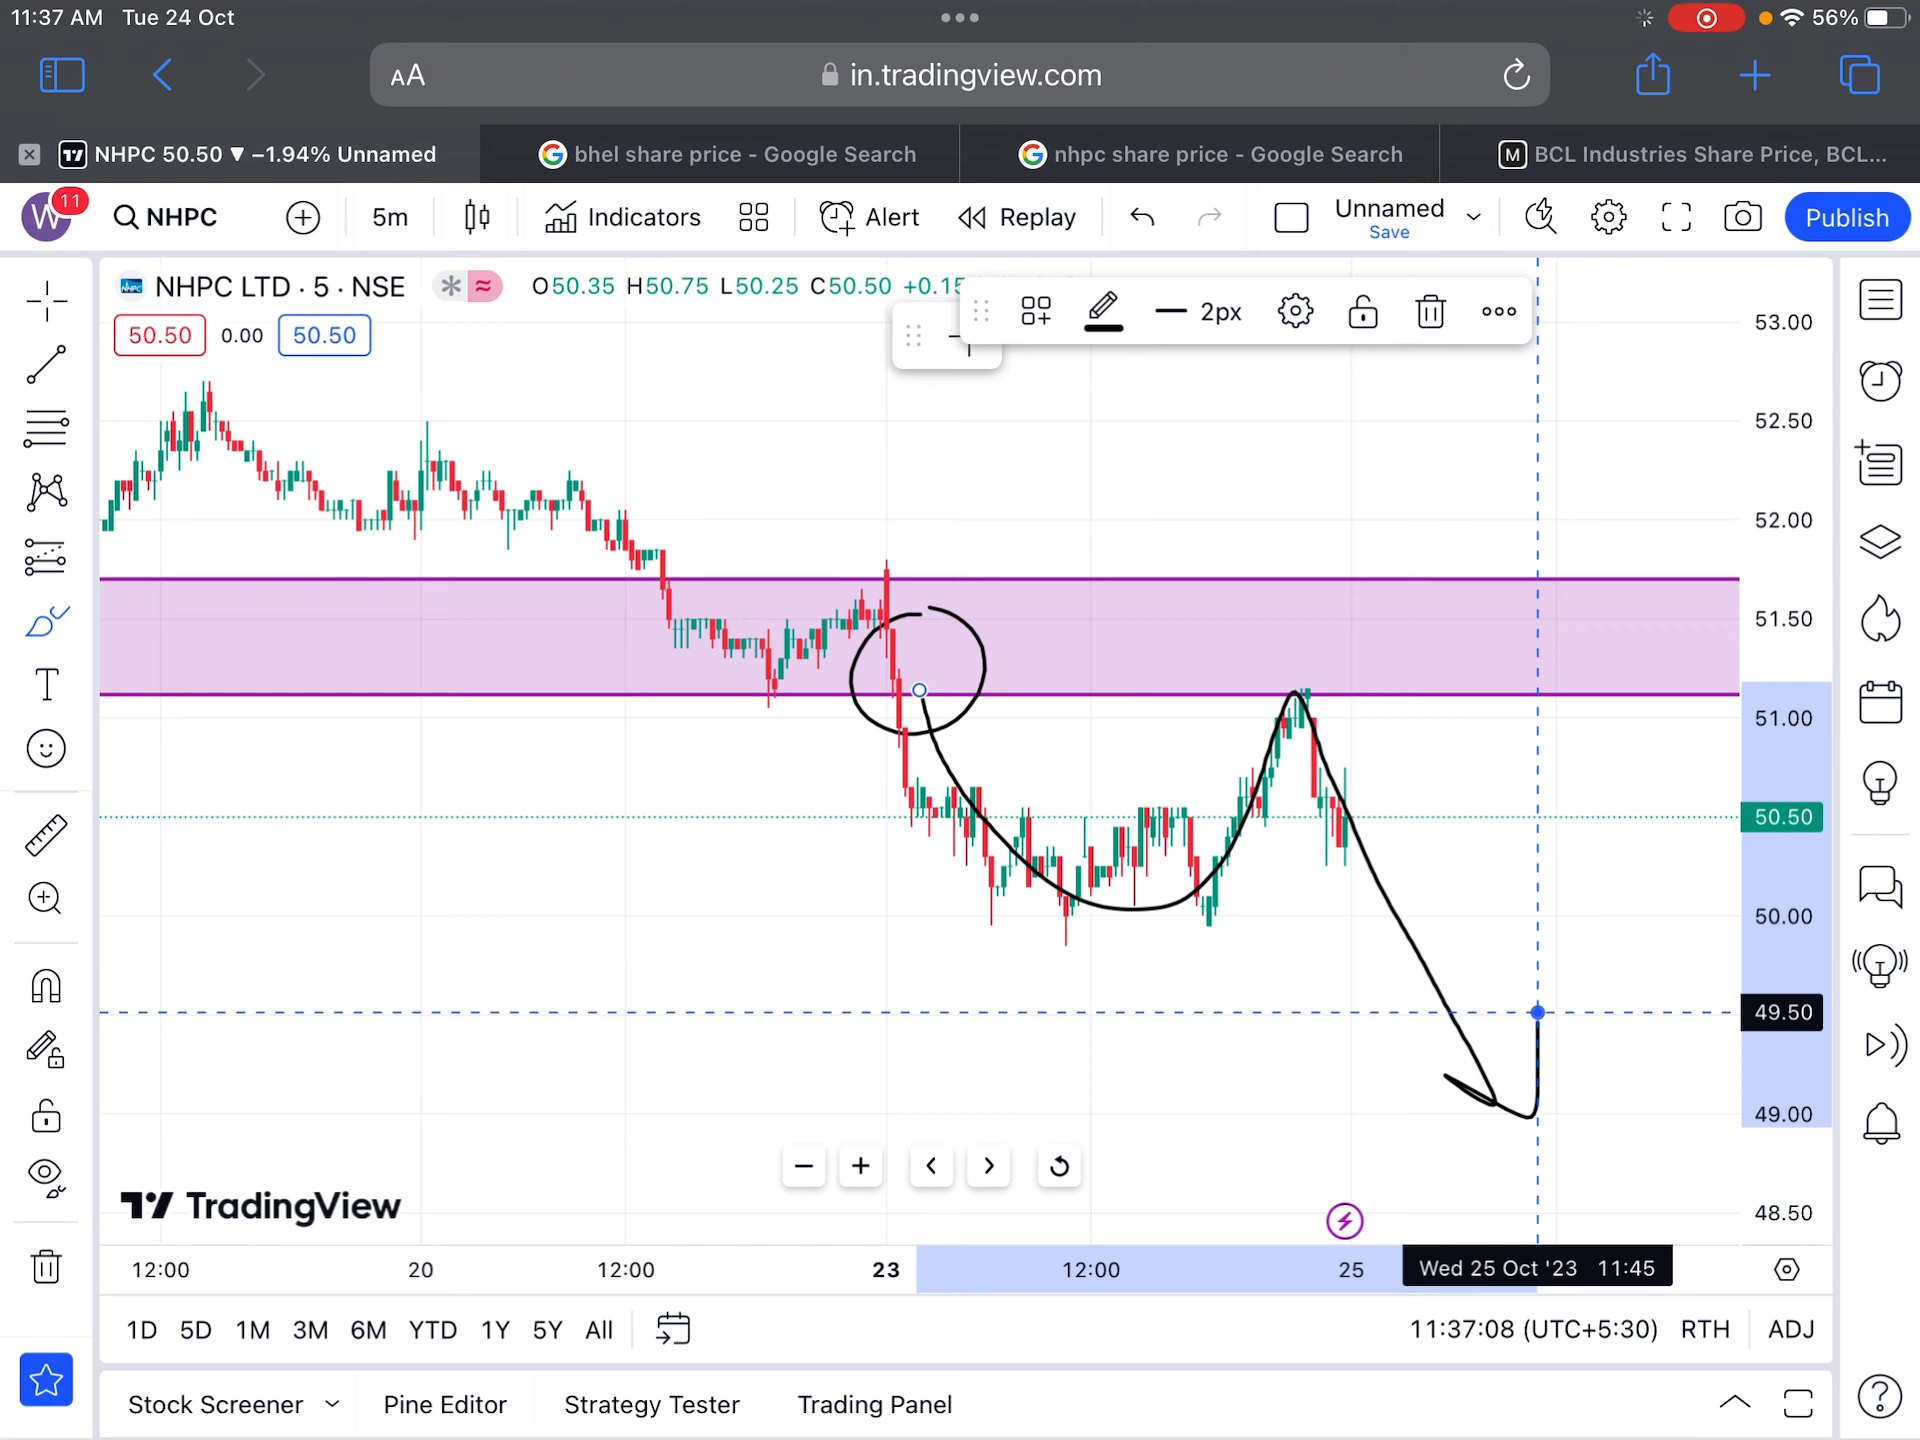 11:37 AM Tue 24 Oct
56%
AA
in.tradingview.com
NHPC 50.50 ▼ −1.94% Unnamed
bhel share price - Google Search
nhpc share price - Google Search
M BCL Industries Share Price, BCL...
W 11
NHPC
5m
Indicators
Alert
Replay
Unnamed
Save
Publish
NHPC LTD · 5 · NSE
O50.35 H50.75 L50.25 C50.50 +0.15
2px
50.50 0.00 50.50
53.00
52.50
52.00
51.50
51.00
50.50
50.00
49.50
49.00
48.50
TradingView
12:00
20
12:00
23
12:00
25
Wed 25 Oct '23 11:45
1D 5D 1M 3M 6M YTD 1Y 5Y All
11:37:08 (UTC+5:30) RTH ADJ
Stock Screener Pine Editor Strategy Tester Trading Panel